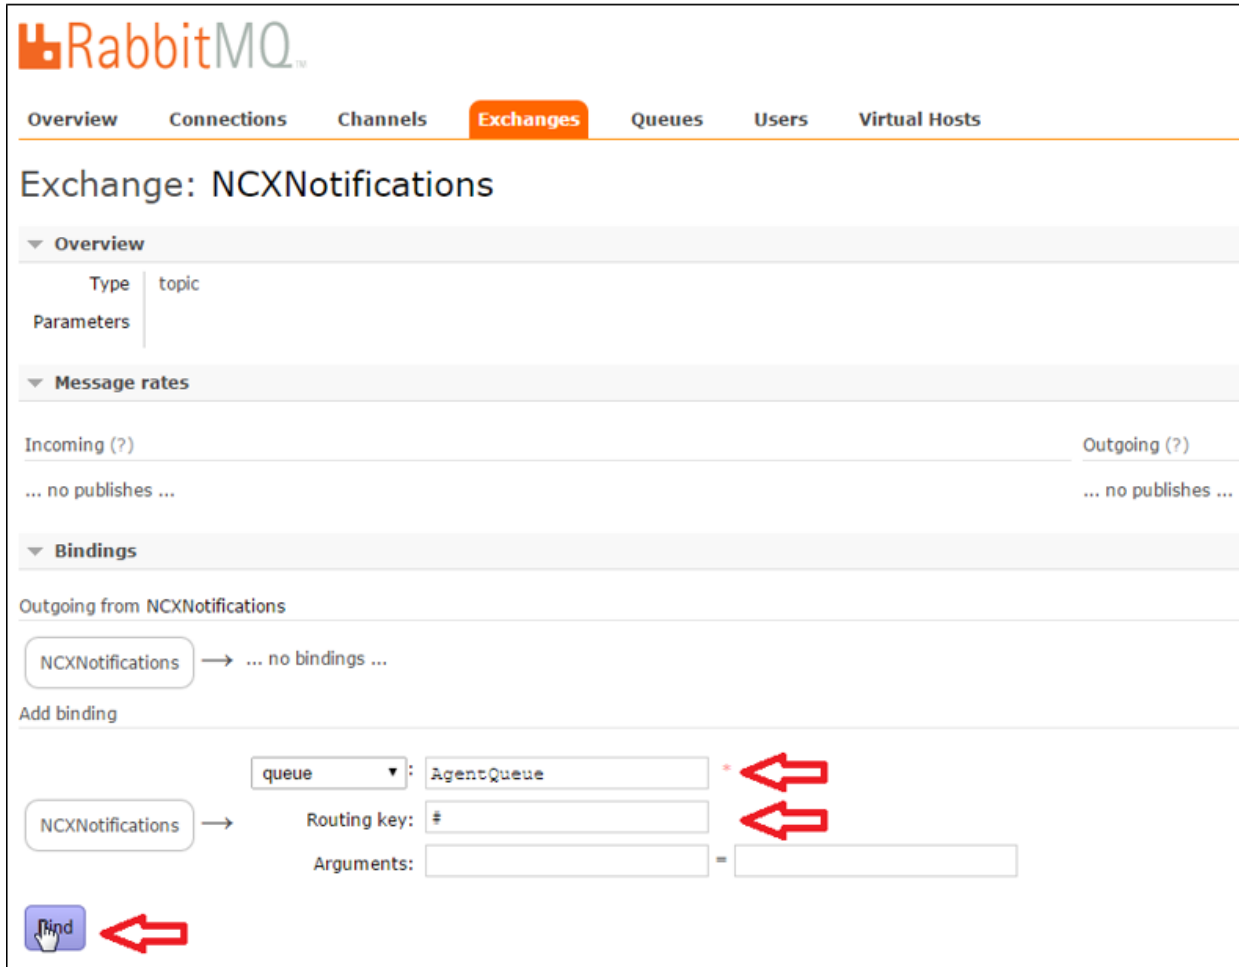 RabbitMQ TM
Overview Connections Channels Exchanges Queues Users Virtual Hosts
Exchange: NCXNotifications
Overview
Type topic
Parameters
Message rates
Incoming (?) Outgoing (?)
... no publishes ... ... no publishes ...
Bindings
Outgoing from NCXNotifications
NCXNotifications → ... no bindings ...
Add binding
queue : AgentQueue *
NCXNotifications → Routing key: #
Arguments: =
Bind